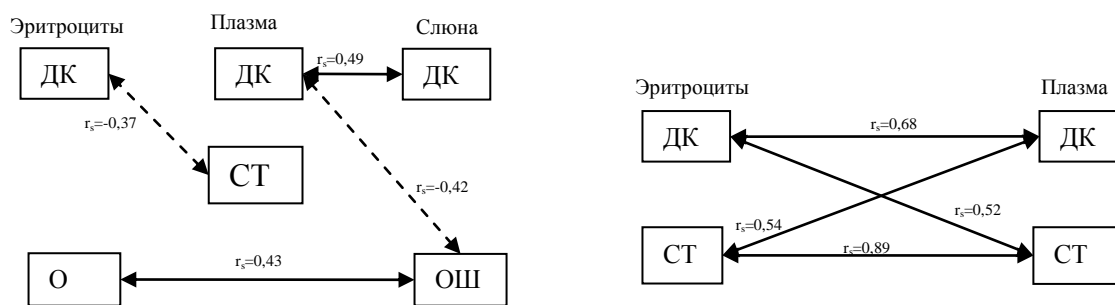 Эритроциты
Плазма
Слюна
ДК
ДК
rₛ=0,49
ДК
rₛ=-0,37
СТ
rₛ=-0,42
О
rₛ=0,43
ОШ
Эритроциты
Плазма
ДК
rₛ=0,68
ДК
rₛ=0,54
rₛ=0,52
СТ
rₛ=0,89
СТ